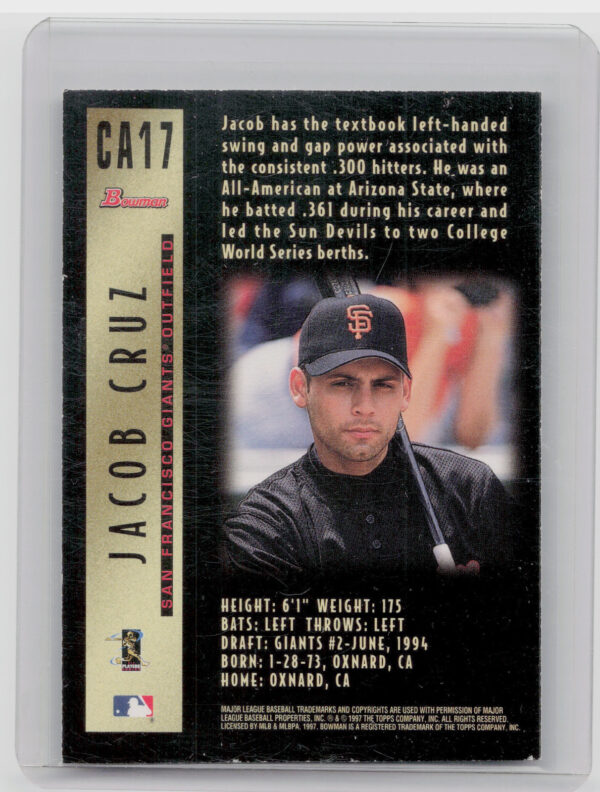 CA17
Bowman
JACOB CRUZ
SAN FRANCISCO GIANTS® OUTFIELD
Jacob has the textbook left-handed
swing and gap power associated with
the consistent .300 hitters. He was an
All-American at Arizona State, where
he batted .361 during his career and
led the Sun Devils to two College
World Series berths.
SF
HEIGHT: 6'1" WEIGHT: 175
BATS: LEFT THROWS: LEFT
DRAFT: GIANTS #2-JUNE, 1994
BORN: 1-28-73, OXNARD, CA
HOME: OXNARD, CA
PLAYERS
MAJOR LEAGUE BASEBALL TRADEMARKS AND COPYRIGHTS ARE USED WITH PERMISSION OF MAJOR
LEAGUE BASEBALL PROPERTIES, INC. ® & © 1997 THE TOPPS COMPANY, INC. ALL RIGHTS RESERVED.
LICENSED BY MLB & MLBPA, 1997. BOWMAN IS A REGISTERED TRADEMARK OF THE TOPPS COMPANY, INC.